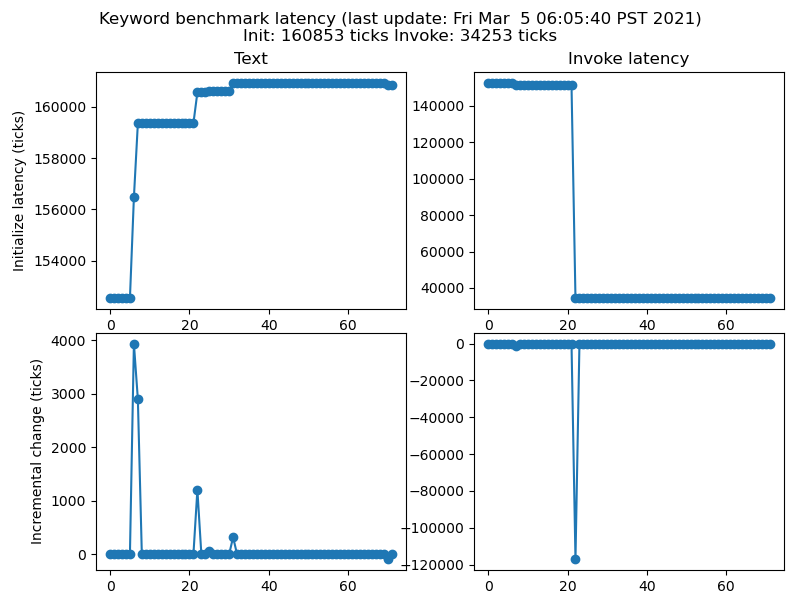 Keyword benchmark latency (last update: Fri Mar  5 06:05:40 PST 2021)
Init: 160853 ticks Invoke: 34253 ticks
Text
Invoke latency
Initialize latency (ticks)
160000
158000
156000
154000
0 20 40 60
140000
120000
100000
80000
60000
40000
0 20 40 60
Incremental change (ticks)
4000
3000
2000
1000
0
0 20 40 60
0
−20000
−40000
−60000
−80000
−100000
−120000
0 20 40 60